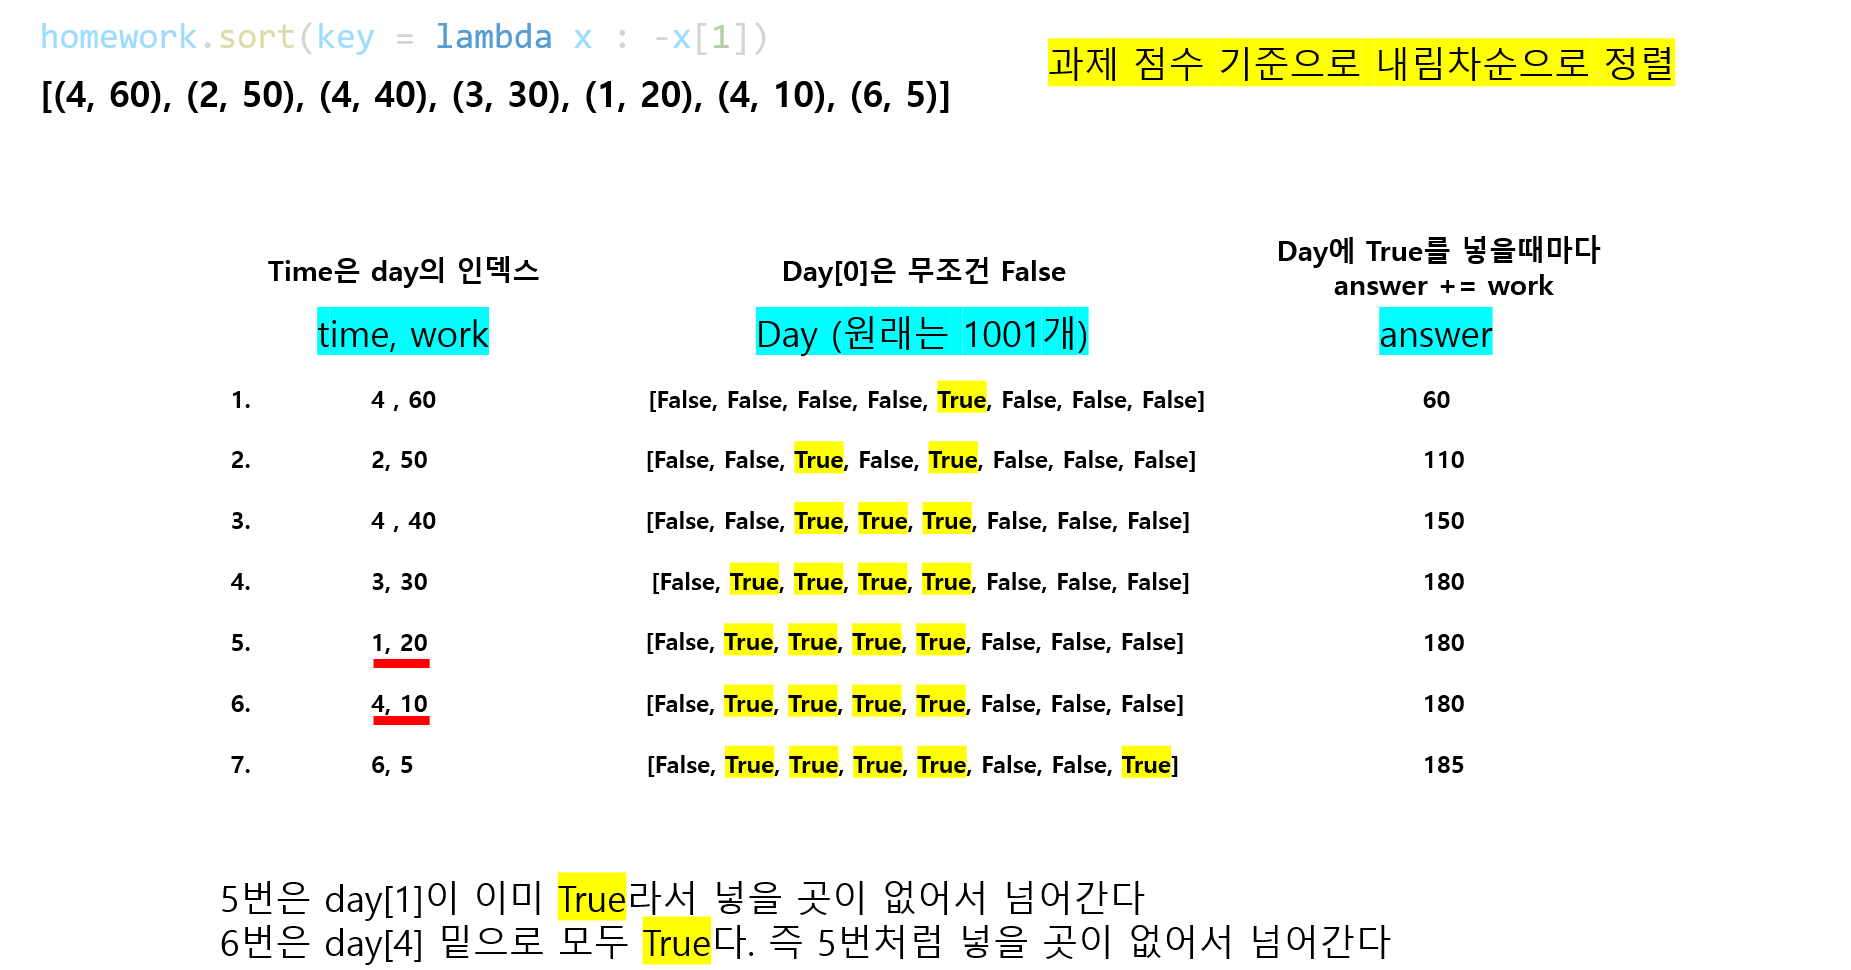 homework.sort(key = lambda x : -x[1])
과제 점수 기준으로 내림차순으로 정렬
[(4, 60), (2, 50), (4, 40), (3, 30), (1, 20), (4, 10), (6, 5)]
Time은 day의 인덱스
Day[0]은 무조건 False
Day에 True를 넣을때마다
answer += work
time, work
Day (원래는 1001개)
answer
1. 4 , 60 [False, False, False, False, True, False, False, False] 60
2. 2, 50 [False, False, True, False, True, False, False, False] 110
3. 4 , 40 [False, False, True, True, True, False, False, False] 150
4. 3, 30 [False, True, True, True, True, False, False, False] 180
5. 1, 20 [False, True, True, True, True, False, False, False] 180
6. 4, 10 [False, True, True, True, True, False, False, False] 180
7. 6, 5 [False, True, True, True, True, False, False, True] 185
5번은 day[1]이 이미 True라서 넣을 곳이 없어서 넘어간다
6번은 day[4] 밑으로 모두 True다. 즉 5번처럼 넣을 곳이 없어서 넘어간다